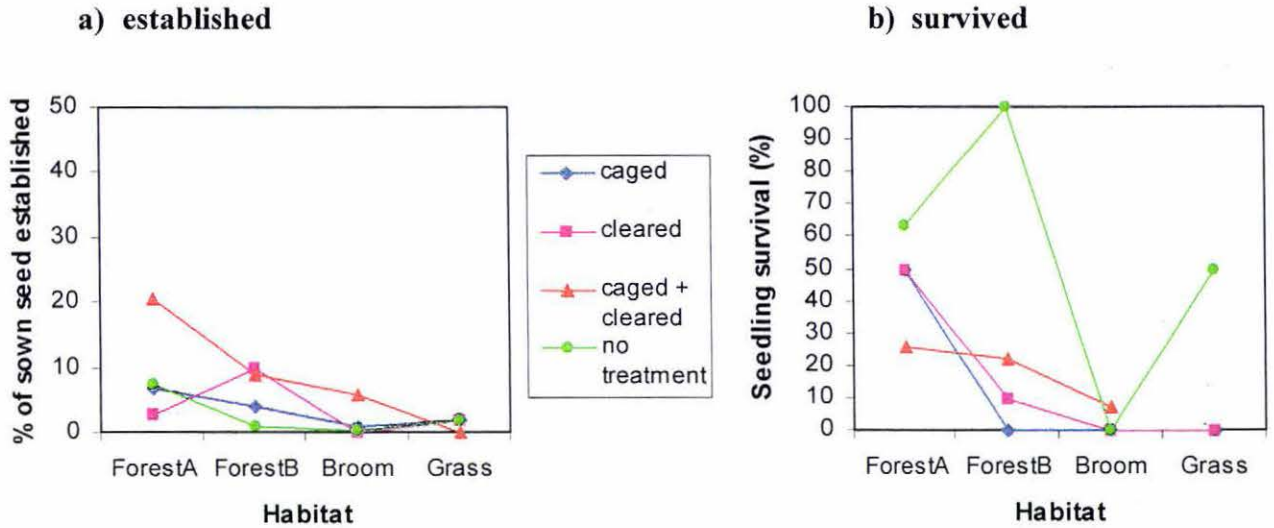 a) established
b) survived
% of sown seed established
50
40
30
20
10
0
ForestA ForestB Broom Grass
Habitat
caged
cleared
caged +
cleared
no
treatment
Seedling survival (%)
100
90
80
70
60
50
40
30
20
10
0
ForestA ForestB Broom Grass
Habitat